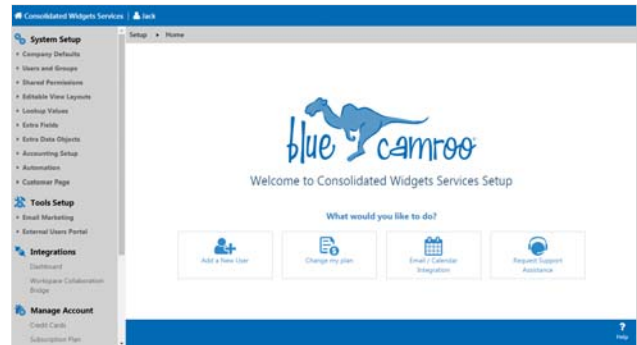 Consolidated Widgets Services | Jack
System Setup
Company Defaults
Users and Groups
Shared Permissions
Editable View Layouts
Lookup Values
Extra Fields
Extra Data Objects
Accounting Setup
Automation
Customer Page
Tools Setup
Email Marketing
External Users Portal
Integrations
Dashboard
Workspace Collaboration
Bridge
Manage Account
Credit Cards
Subscription Plan
Setup Home
blue camroo
Welcome to Consolidated Widgets Services Setup
What would you like to do?
Add a New User
Change my plan
Email / Calendar
Integration
Request Support
Assistance
?
Help